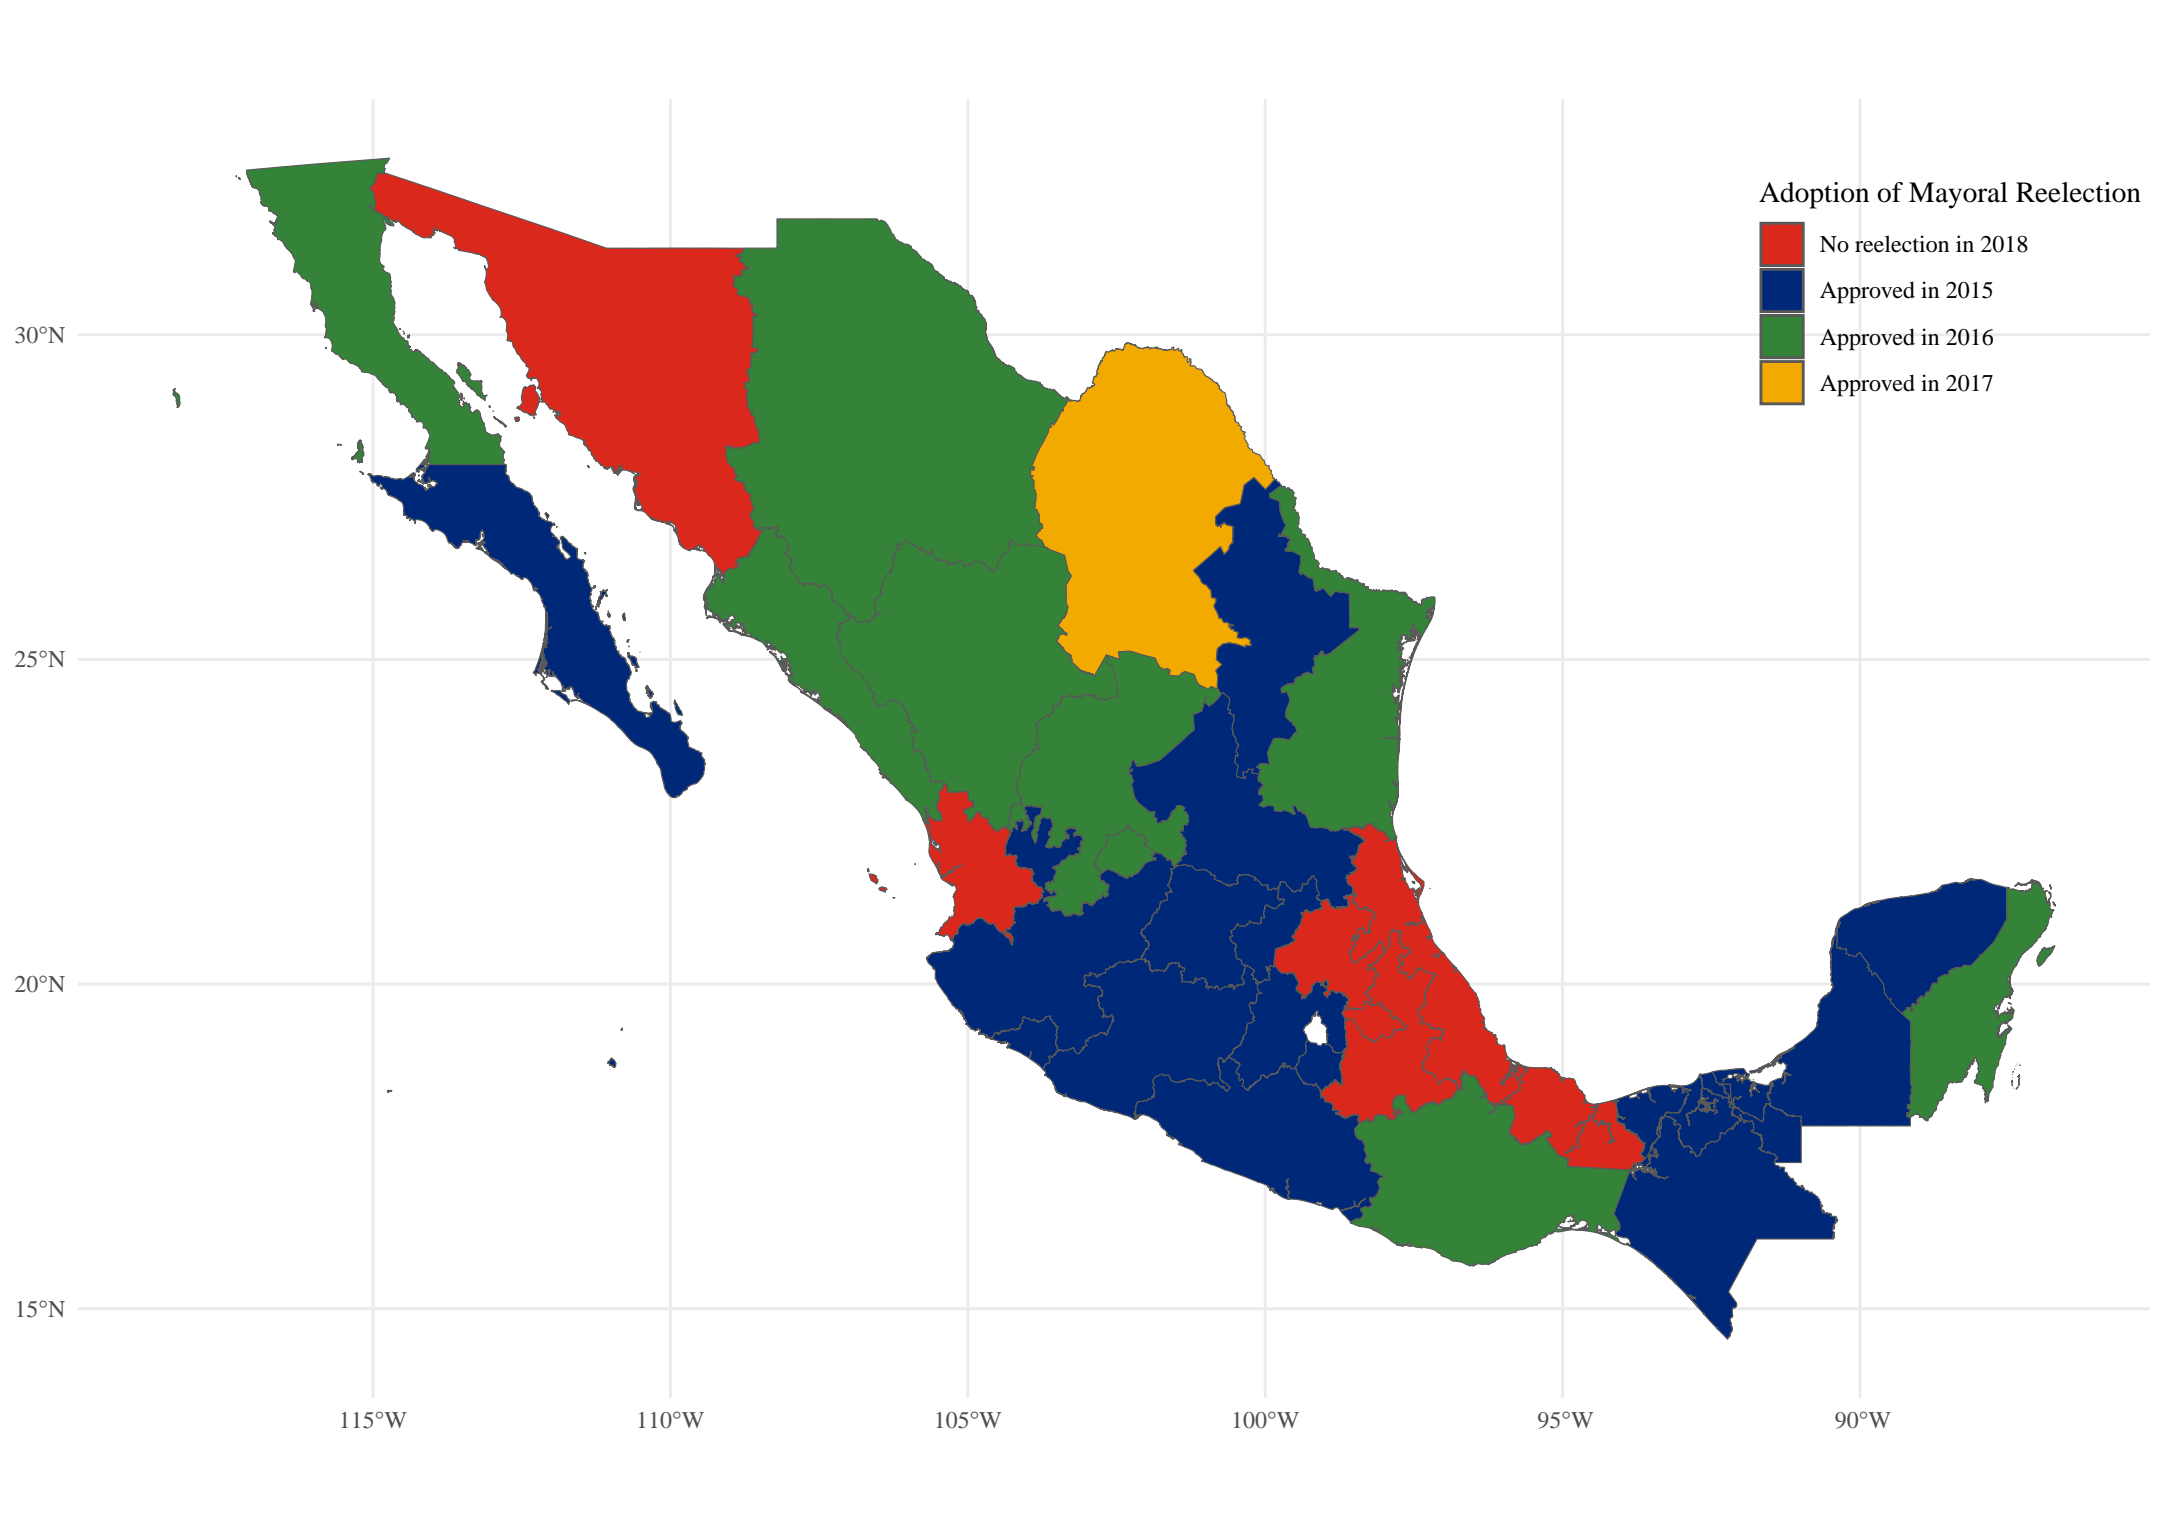 Adoption of Mayoral Reelection
No reelection in 2018
Approved in 2015
Approved in 2016
Approved in 2017
30°N
25°N
20°N
15°N
115°W
110°W
105°W
100°W
95°W
90°W